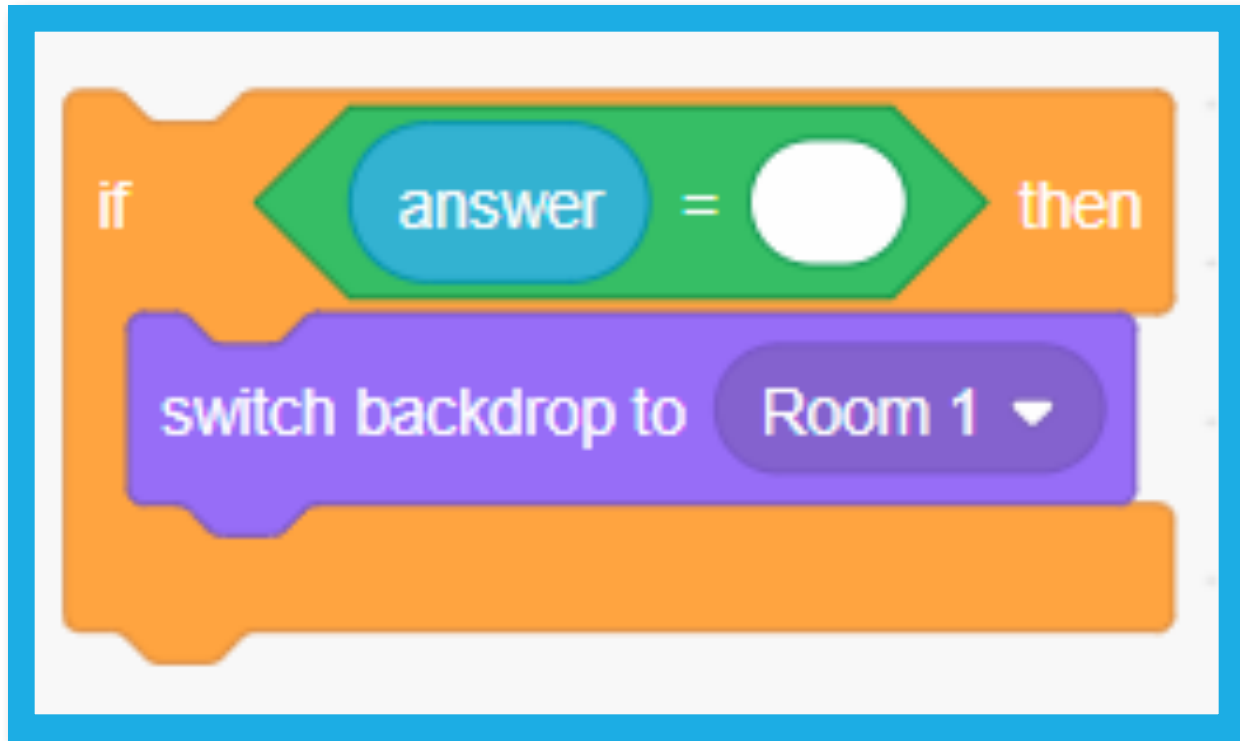 if answer = then
switch backdrop to Room 1